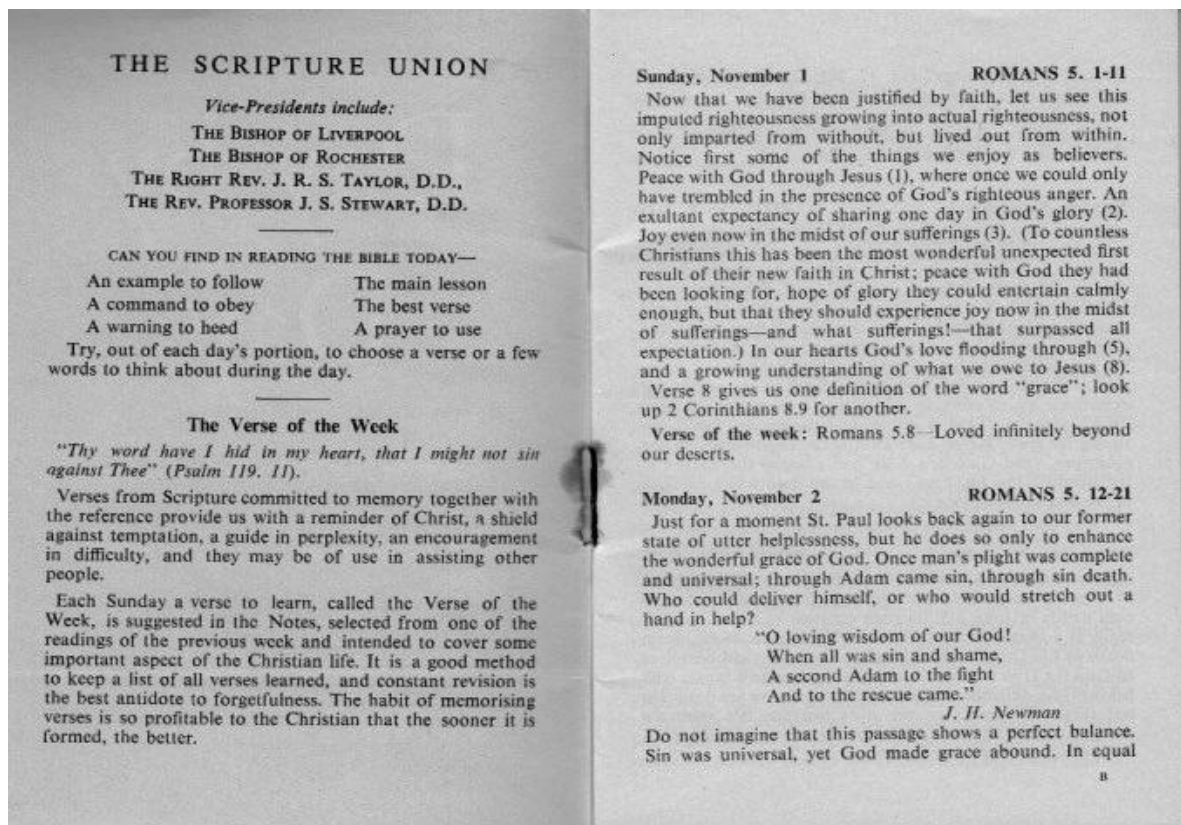 THE SCRIPTURE UNION
Vice-Presidents include:
THE BISHOP OF LIVERPOOL
THE BISHOP OF ROCHESTER
THE RIGHT REV. J. R. S. TAYLOR, D.D.,
THE REV. PROFESSOR J. S. STEWART, D.D.
CAN YOU FIND IN READING THE BIBLE TODAY—
An example to follow The main lesson
A command to obey The best verse
A warning to heed A prayer to use
Try, out of each day's portion, to choose a verse or a few
words to think about during the day.
The Verse of the Week
"Thy word have I hid in my heart, that I might not sin
against Thee" (Psalm 119. 11).
Verses from Scripture committed to memory together with
the reference provide us with a reminder of Christ, a shield
against temptation, a guide in perplexity, an encouragement
in difficulty, and they may be of use in assisting other
people.
Each Sunday a verse to learn, called the Verse of the
Week, is suggested in the Notes, selected from one of the
readings of the previous week and intended to cover some
important aspect of the Christian life. It is a good method
to keep a list of all verses learned, and constant revision is
the best antidote to forgetfulness. The habit of memorising
verses is so profitable to the Christian that the sooner it is
formed, the better.
Sunday, November 1 ROMANS 5. 1-11
Now that we have been justified by faith, let us see this
imputed righteousness growing into actual righteousness, not
only imparted from without, but lived out from within.
Notice first some of the things we enjoy as believers.
Peace with God through Jesus (1), where once we could only
have trembled in the presence of God's righteous anger. An
exultant expectancy of sharing one day in God's glory (2).
Joy even now in the midst of our sufferings (3). (To countless
Christians this has been the most wonderful unexpected first
result of their new faith in Christ; peace with God they had
been looking for, hope of glory they could entertain calmly
enough, but that they should experience joy now in the midst
of sufferings—and what sufferings!—that surpassed all
expectation.) In our hearts God's love flooding through (5),
and a growing understanding of what we owe to Jesus (8).
Verse 8 gives us one definition of the word "grace"; look
up 2 Corinthians 8.9 for another.
Verse of the week: Romans 5.8—Loved infinitely beyond
our deserts.
Monday, November 2 ROMANS 5. 12-21
Just for a moment St. Paul looks back again to our former
state of utter helplessness, but he does so only to enhance
the wonderful grace of God. Once man's plight was complete
and universal; through Adam came sin, through sin death.
Who could deliver himself, or who would stretch out a
hand in help?
"O loving wisdom of our God!
When all was sin and shame,
A second Adam to the fight
And to the rescue came."
J. H. Newman
Do not imagine that this passage shows a perfect balance.
Sin was universal, yet God made grace abound. In equal
B